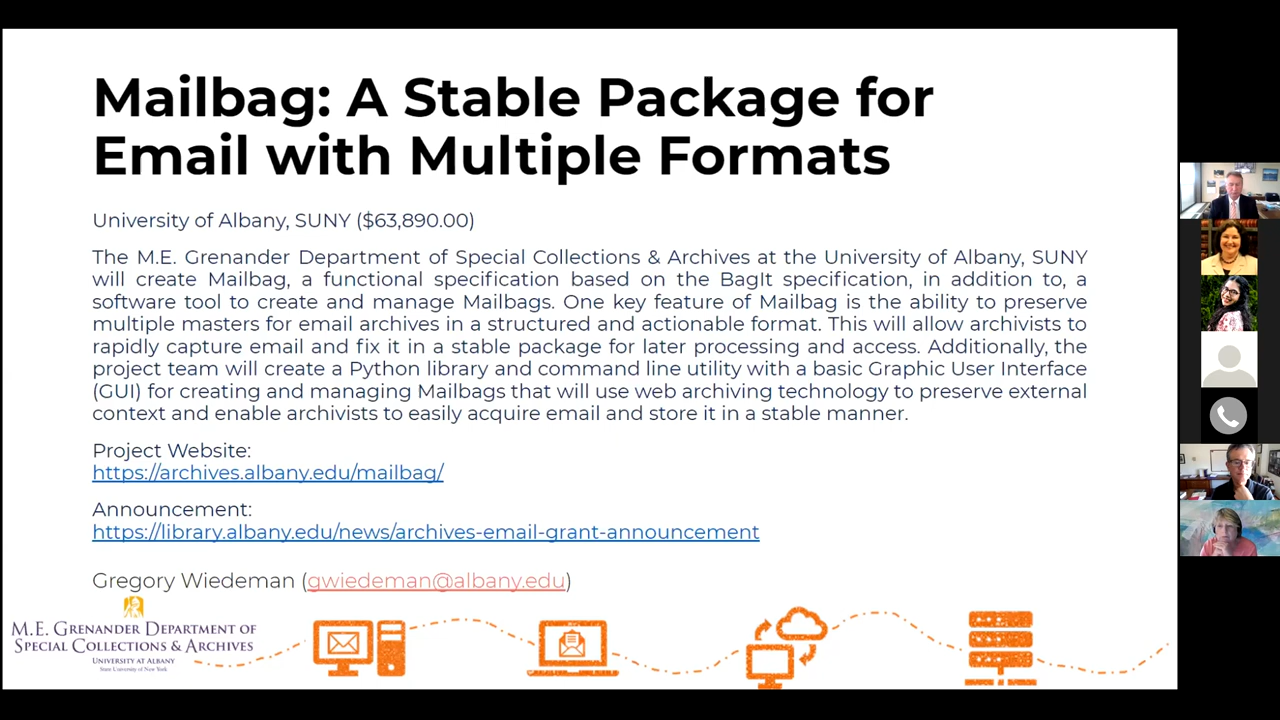 Mailbag: A Stable Package for
Email with Multiple Formats
University of Albany, SUNY ($63,890.00)
The M.E. Grenander Department of Special Collections & Archives at the University of Albany, SUNY
will create Mailbag, a functional specification based on the BagIt specification, in addition to, a
software tool to create and manage Mailbags. One key feature of Mailbag is the ability to preserve
multiple masters for email archives in a structured and actionable format. This will allow archivists to
rapidly capture email and fix it in a stable package for later processing and access. Additionally, the
project team will create a Python library and command line utility with a basic Graphic User Interface
(GUI) for creating and managing Mailbags that will use web archiving technology to preserve external
context and enable archivists to easily acquire email and store it in a stable manner.
Project Website:
https://archives.albany.edu/mailbag/
Announcement:
https://library.albany.edu/news/archives-email-grant-announcement
Gregory Wiedeman (gwiedeman@albany.edu)
M.E. GRENANDER DEPARTMENT OF
SPECIAL COLLECTIONS & ARCHIVES
UNIVERSITY AT ALBANY
State University of New York